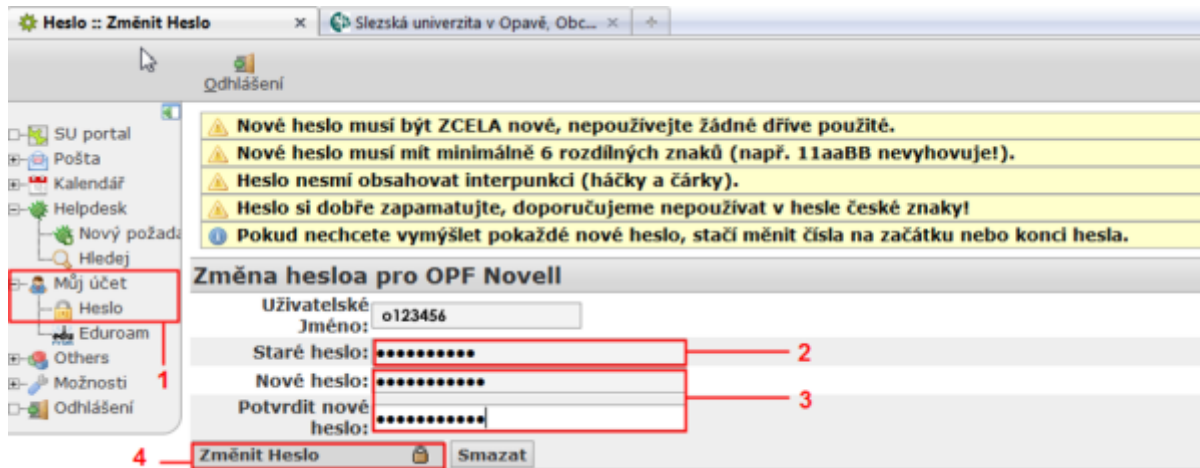 Heslo :: Změnit Heslo
Slezská univerzita v Opavě, Obc...
Odhlášení
SU portal
Pošta
Kalendář
Helpdesk
Nový požada
Hledej
Můj účet
Heslo
Eduroam
Others
Možnosti
Odhlášení
1
Nové heslo musí být ZCELA nové, nepoužívejte žádné dříve použité.
Nové heslo musí mít minimálně 6 rozdílných znaků (např. 11aaBB nevyhovuje!).
Heslo nesmí obsahovat interpunkci (háčky a čárky).
Heslo si dobře zapamatujte, doporučujeme nepoužívat v hesle české znaky!
Pokud nechcete vymýšlet pokaždé nové heslo, stačí měnit čísla na začátku nebo konci hesla.
Změna hesloa pro OPF Novell
Uživatelské
Jméno: o123456
Staré heslo: ●●●●●●●●●● 2
Nové heslo: ●●●●●●●●●●●
3
Potvrdit nové
heslo: ●●●●●●●●●●●
4 Změnit Heslo Smazat